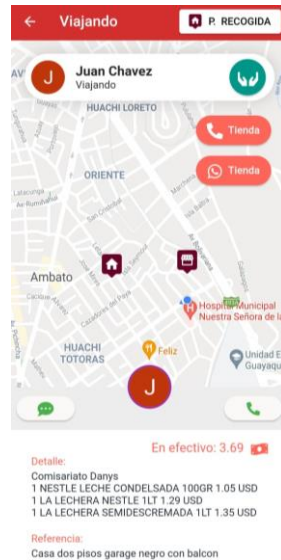 Viajando
P. RECOGIDA
J
Juan Chavez
Viajando
HUACHI LORETO
Tienda
ORIENTE
Tienda
Latacunga
Ambato
Hospital Municipal
Nuestra Señora de la
HUACHI
TOTORAS
Feliz
Unidad E
Guayaqu
J
En efectivo: 3.69
Detalle:
Comisariato Danys
1 NESTLE LECHE CONDELSADA 100GR 1.05 USD
1 LA LECHERA NESTLE 1LT 1.29 USD
1 LA LECHERA SEMIDESCREMADA 1LT 1.35 USD
Referencia:
Casa dos pisos garage negro con balcon